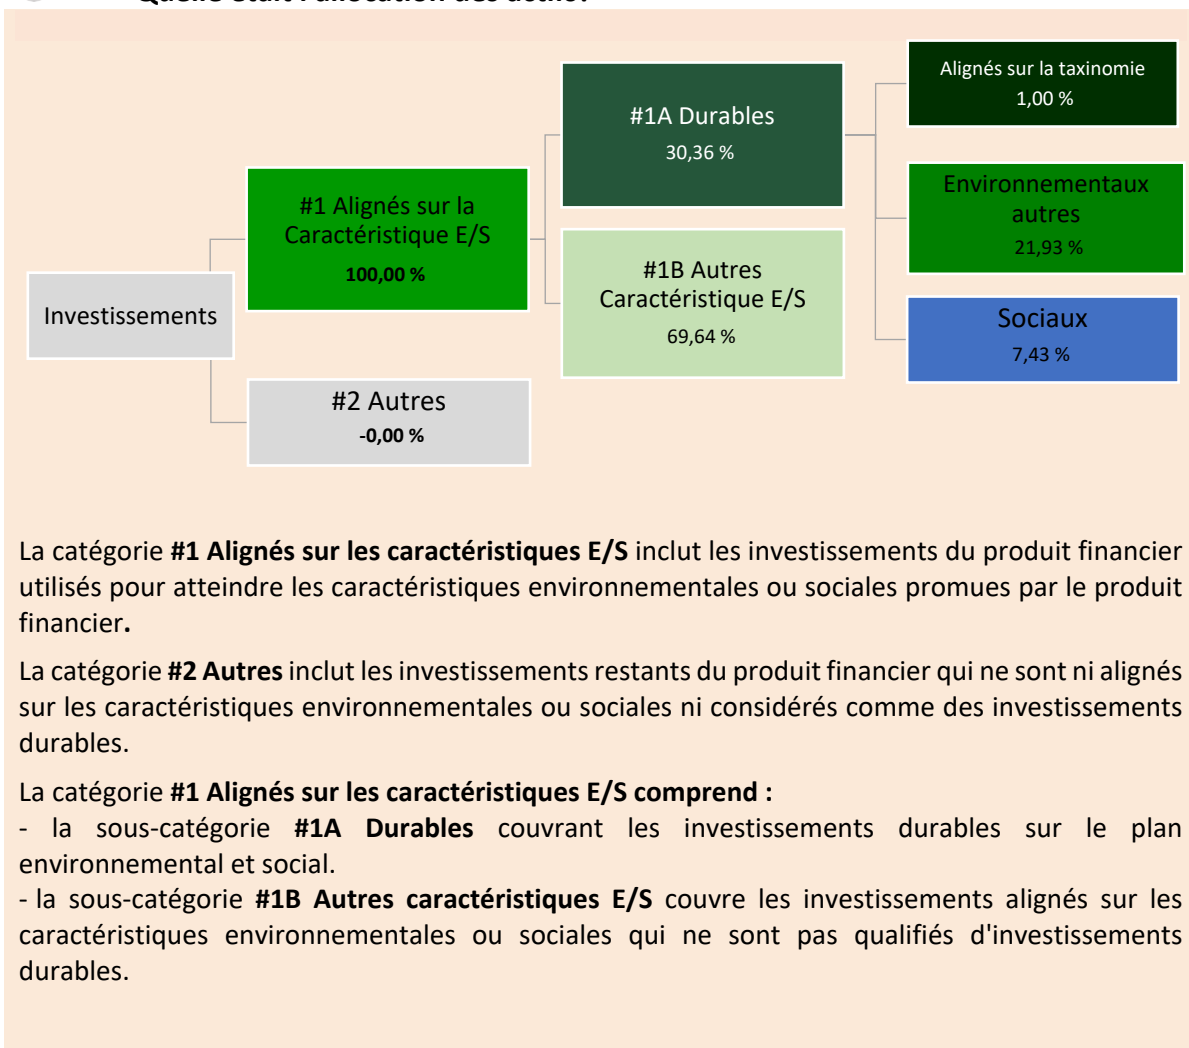 Quelle était l'allocation des actifs?
Alignés sur la taxinomie
1,00 %
#1A Durables
30,36 %
Environnementaux
autres
21,93 %
#1 Alignés sur la
Caractéristique E/S
100,00 %
#1B Autres
Caractéristique E/S
69,64 %
Investissements
Sociaux
7,43 %
#2 Autres
-0,00 %
La catégorie #1 Alignés sur les caractéristiques E/S inclut les investissements du produit financier
utilisés pour atteindre les caractéristiques environnementales ou sociales promues par le produit
financier.
La catégorie #2 Autres inclut les investissements restants du produit financier qui ne sont ni alignés
sur les caractéristiques environnementales ou sociales ni considérés comme des investissements
durables.
La catégorie #1 Alignés sur les caractéristiques E/S comprend :
- la sous-catégorie #1A Durables couvrant les investissements durables sur le plan
environnemental et social.
- la sous-catégorie #1B Autres caractéristiques E/S couvre les investissements alignés sur les
caractéristiques environnementales ou sociales qui ne sont pas qualifiés d'investissements
durables.